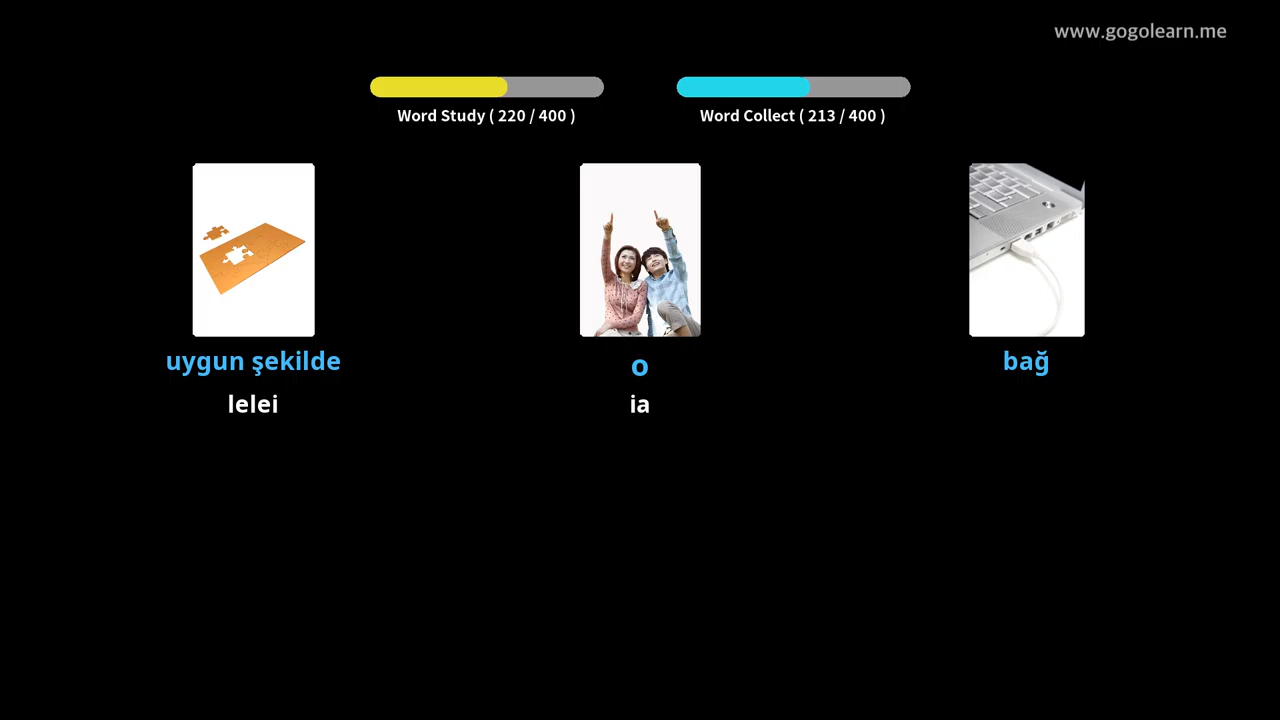 www.gogolearn.me
Word Study ( 220 / 400 )
Word Collect ( 213 / 400 )
uygun şekilde
lelei
o
ia
bağ